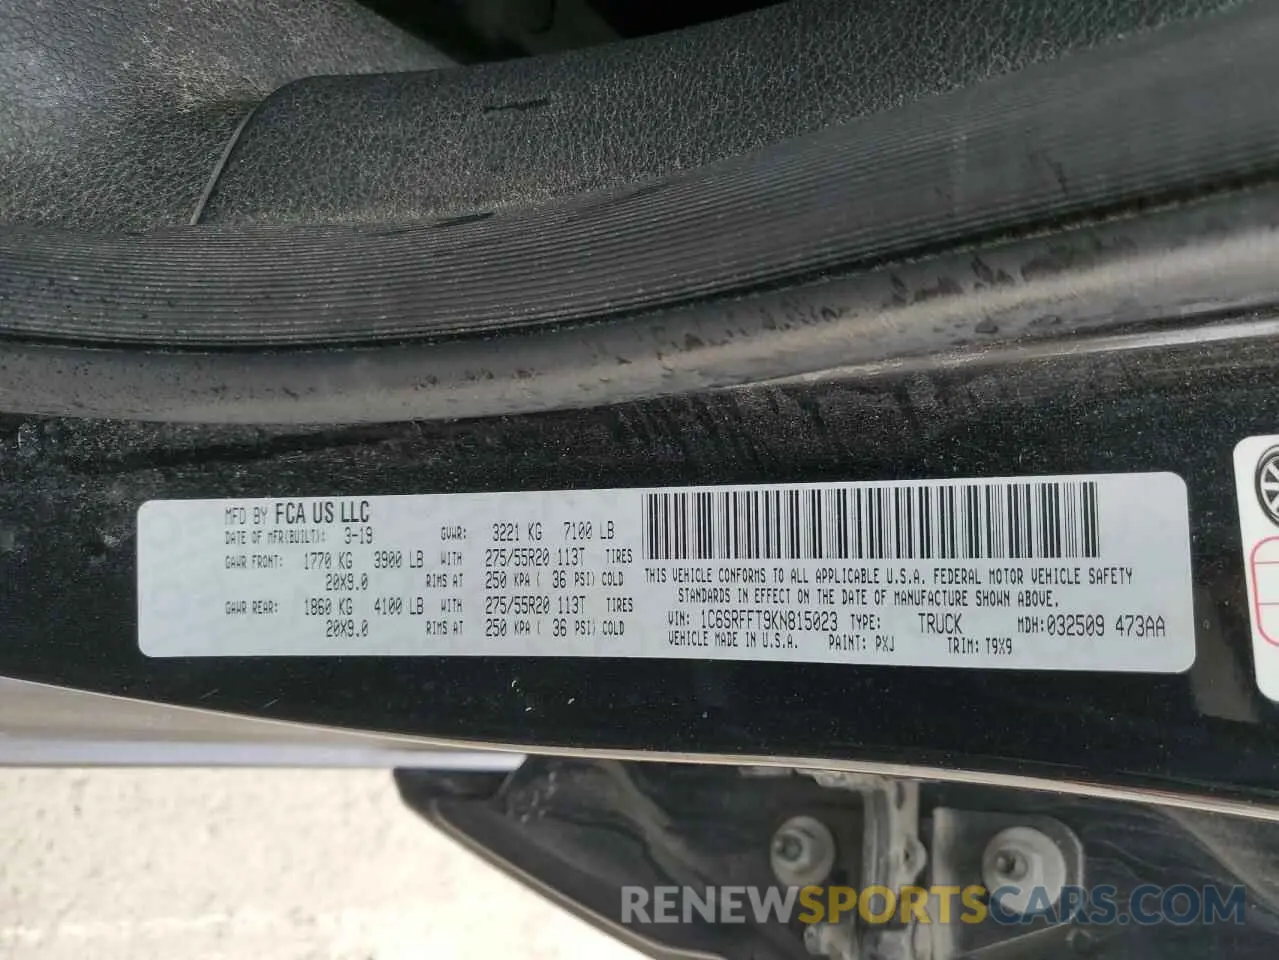 MFD BY FCA US LLC
DATE OF MFR(BUILT): 3-19 GVWR: 3221 KG 7100 LB
GAWR FRONT: 1770 KG 3900 LB WITH 275/55R20 113T TIRES
20X9.0 RIMS AT 250 KPA ( 36 PSI) COLD
GAWR REAR: 1860 KG 4100 LB WITH 275/55R20 113T TIRES
20X9.0 RIMS AT 250 KPA ( 36 PSI) COLD
THIS VEHICLE CONFORMS TO ALL APPLICABLE U.S.A. FEDERAL MOTOR VEHICLE SAFETY
STANDARDS IN EFFECT ON THE DATE OF MANUFACTURE SHOWN ABOVE.
VIN: 1C6SRFFT9KN815023 TYPE: TRUCK MDH: 032509 473AA
VEHICLE MADE IN U.S.A. PAINT: PXJ TRIM: T9X9
RENEWSPORTSCARS.COM